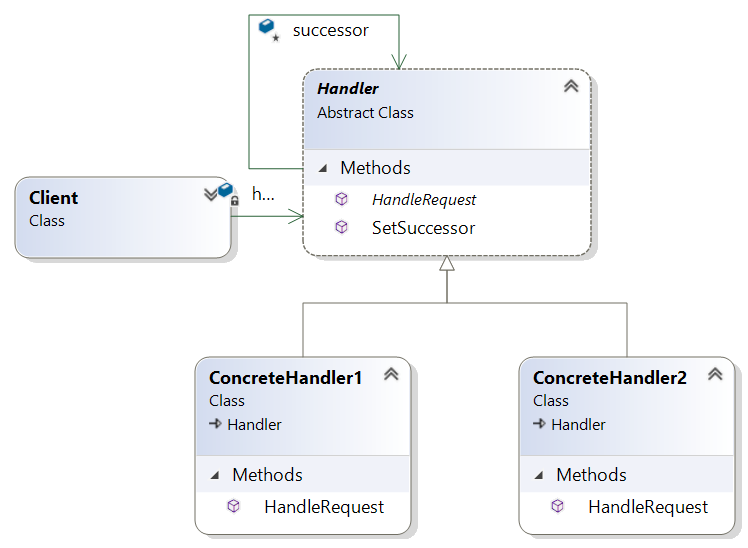 successor
Handler
Abstract Class
Methods
HandleRequest
SetSuccessor
Client
Class
h...
ConcreteHandler1
Class
Handler
Methods
HandleRequest
ConcreteHandler2
Class
Handler
Methods
HandleRequest